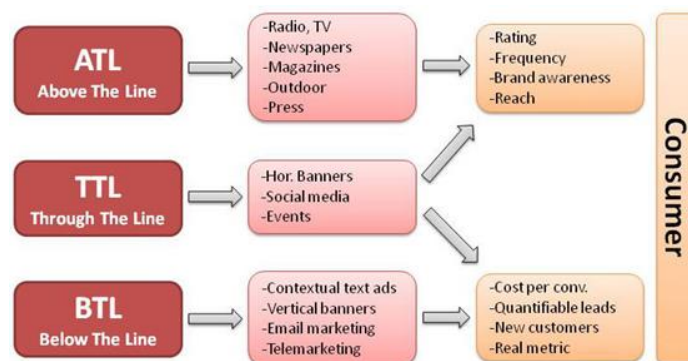 ATL
Above The Line
-Radio, TV
-Newspapers
-Magazines
-Outdoor
-Press
-Rating
-Frequency
-Brand awareness
-Reach
TTL
Through The Line
-Hor. Banners
-Social media
-Events
BTL
Below The Line
-Contextual text ads
-Vertical banners
-Email marketing
-Telemarketing
-Cost per conv.
-Quantifiable leads
-New customers
-Real metric
Consumer